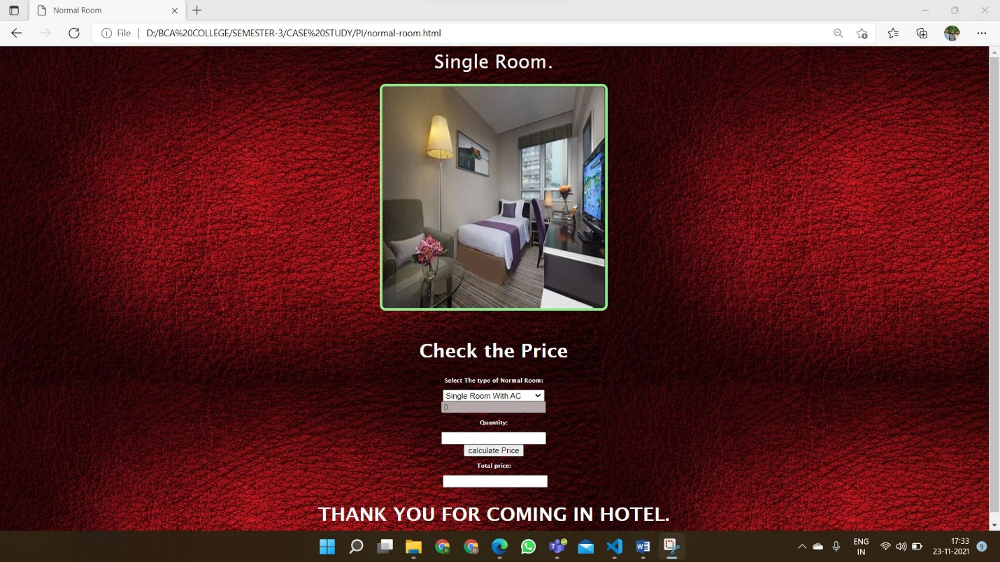 Normal Room
File
D:/BCA%20COLLEGE/SEMESTER-3/CASE%20STUDY/PI/normal-room.html
Single Room.
Check the Price
Select The type of Normal Room:
Single Room With AC
0
Quantity:
calculate Price
Total price:
THANK YOU FOR COMING IN HOTEL.
ENG
IN
17:33
23-11-2021
9